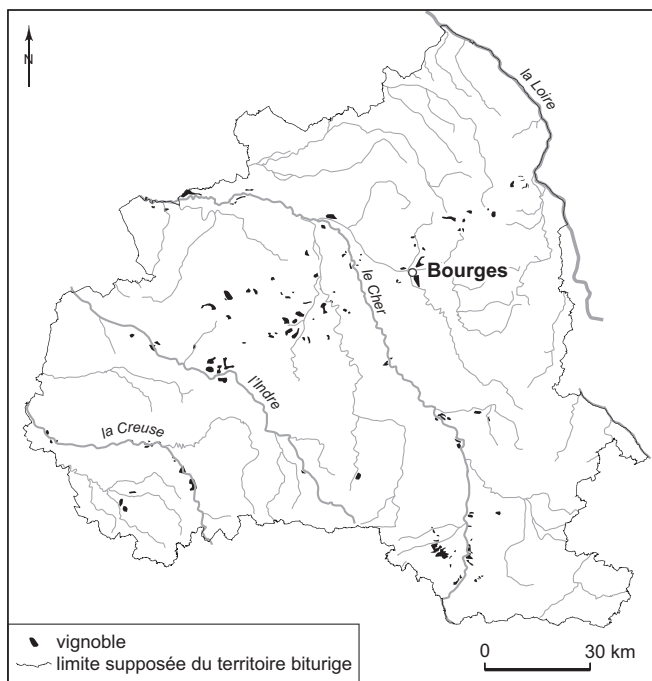 N
la Loire
Bourges
le Cher
l'Indre
la Creuse
vignoble
limite supposée du territoire biturige
0 30 km